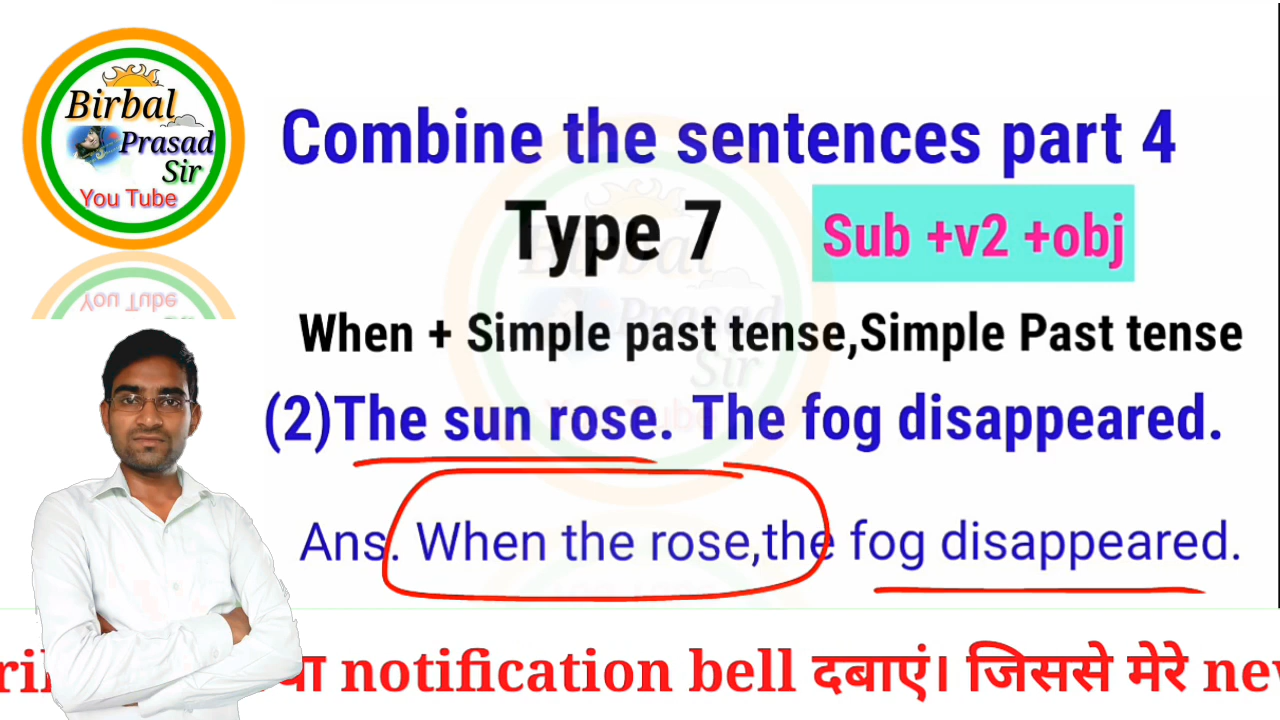 Birbal
Prasad
Sir
You Tube
Combine the sentences part 4
Type 7
Sub +v2 +obj
When + Simple past tense,Simple Past tense
(2)The sun rose. The fog disappeared.
Ans. When the rose,the fog disappeared.
notification bell दबाएं। जिससे मेरे